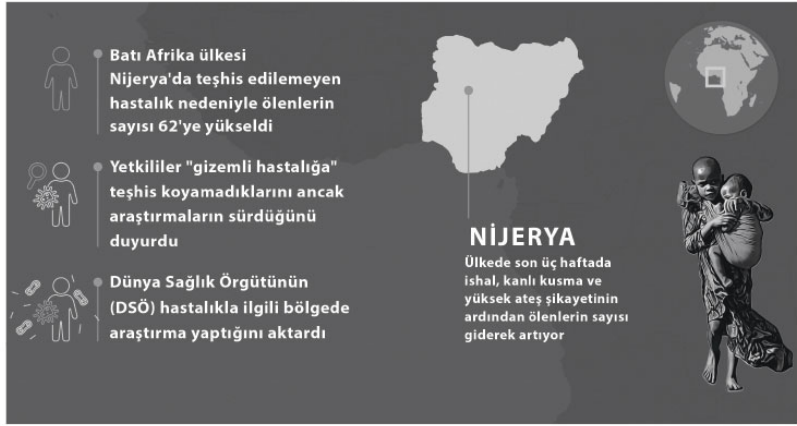 Batı Afrika ülkesi
Nijerya'da teşhis edilemeyen
hastalık nedeniyle ölenlerin
sayısı 62'ye yükseldi
Yetkililer "gizemli hastalığa"
teşhis koyamadıklarını ancak
araştırmaların sürdüğünü
duyurdu
Dünya Sağlık Örgütünün
(DSÖ) hastalıkla ilgili bölgede
araştırma yaptığını aktardı
NİJERYA
Ülkede son üç haftada
ishal, kanlı kusma ve
yüksek ateş şikayetinin
ardından ölenlerin sayısı
giderek artıyor